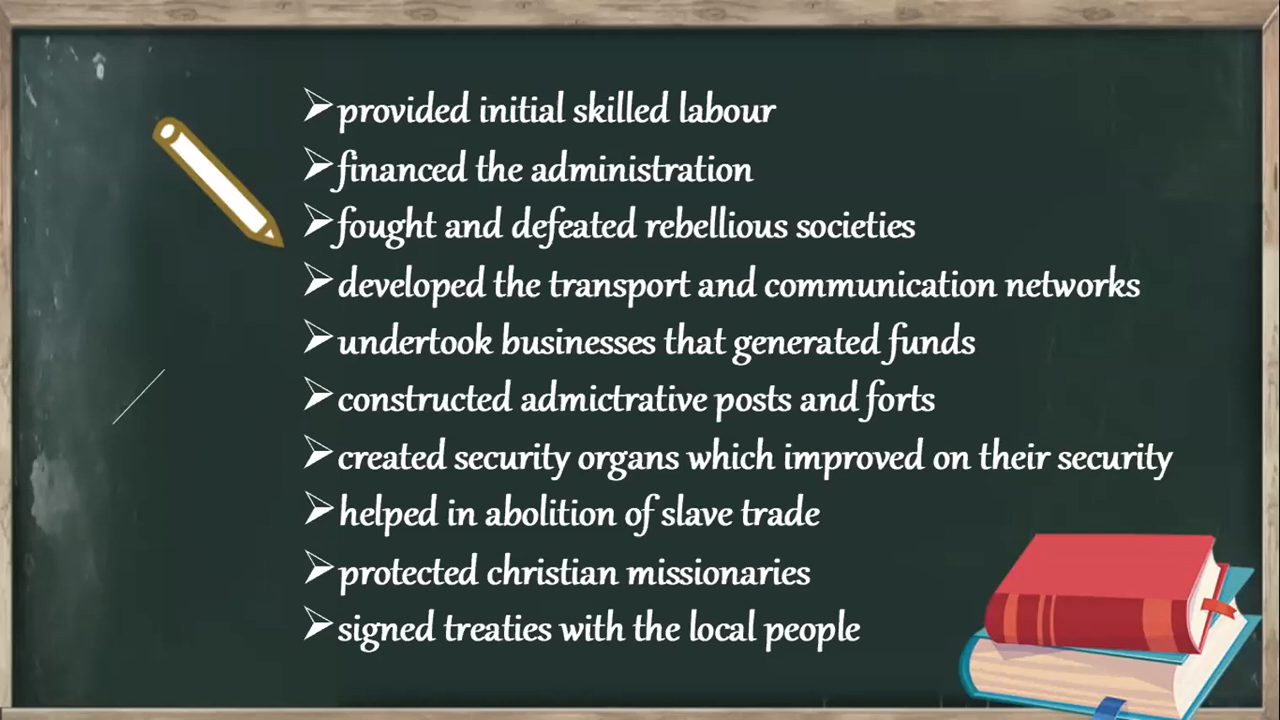 ➢provided initial skilled labour
➢financed the administration
➢fought and defeated rebellious societies
➢developed the transport and communication networks
➢undertook businesses that generated funds
➢constructed admictrative posts and forts
➢created security organs which improved on their security
➢helped in abolition of slave trade
➢protected christian missionaries
➢signed treaties with the local people